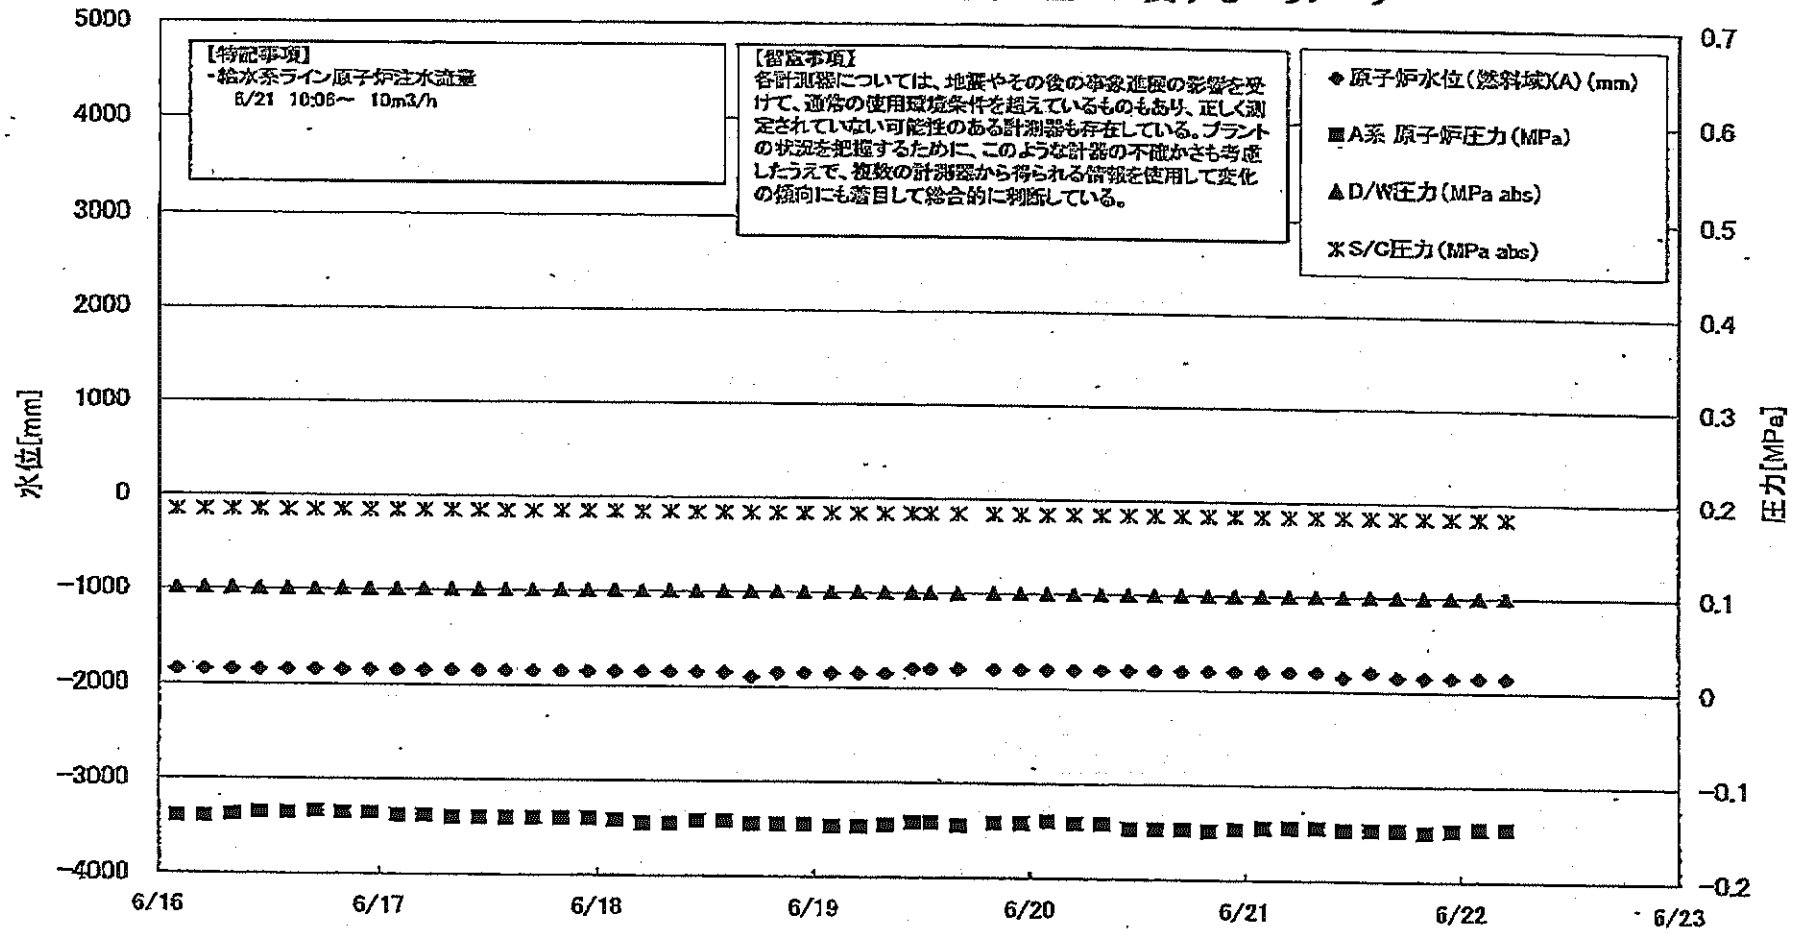 5000
4000
3000
2000
1000
0
-1000
-2000
-3000
-4000
水位[mm]
【特記事項】
・給水系ライン原子炉注水流量
6/21 10:06～ 10m3/h
【留意事項】
各計測器については、地震やその後の事象進展の影響を受
けて、通常の使用環境条件を超えているものもあり、正しく測
定されていない可能性のある計測器も存在している。プラント
の状況を把握するために、このような計器の不確かさも考慮
したうえで、複数の計測器から得られる情報を使用して変化
の傾向にも着目して総合的に判断している。
◆原子炉水位(燃料域)(A)(mm)
■A系 原子炉圧力(MPa)
▲D/W圧力(MPa abs)
S/C圧力(MPa abs)
0.7
0.6
0.5
0.4
0.3
0.2
0.1
0
-0.1
-0.2
圧力[MPa]
6/16 6/17 6/18 6/19 6/20 6/21 6/22 6/23